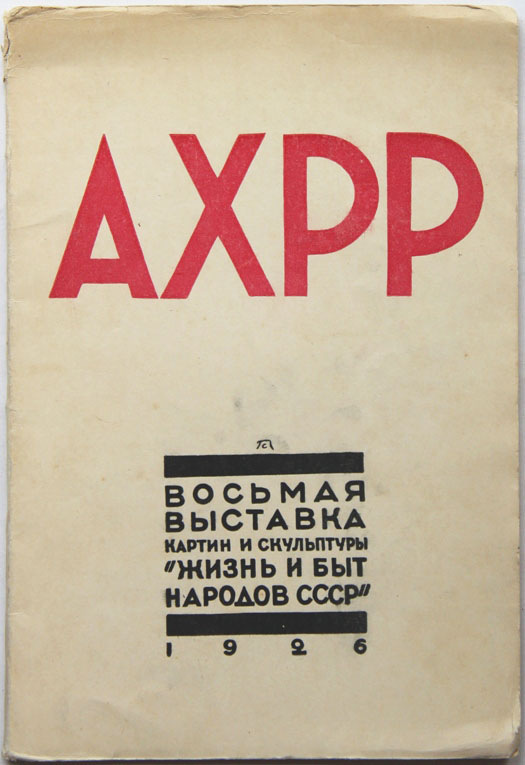 АХРР
ВОСЬМАЯ
ВЫСТАВКА
КАРТИН И СКУЛЬПТУРЫ
"ЖИЗНЬ И БЫТ
НАРОДОВ СССР"
1926